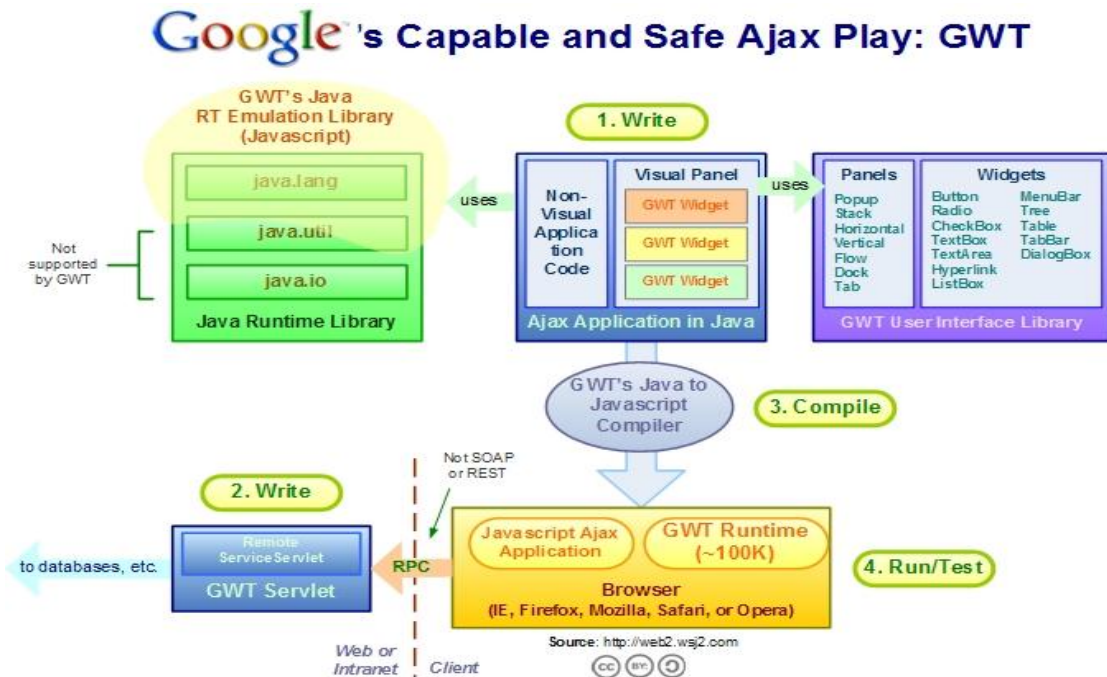 Google™'s Capable and Safe Ajax Play: GWT
GWT's Java
RT Emulation Library
(Javascript)
java.lang
java.util
java.io
Java Runtime Library
Not
supported
by GWT
uses
1. Write
Non-
Visual
Applica
tion
Code
Visual Panel
GWT Widget
GWT Widget
GWT Widget
Ajax Application in Java
uses
Panels
Popup
Stack
Horizontal
Vertical
Flow
Dock
Tab
Widgets
Button
Radio
CheckBox
TextBox
TextArea
Hyperlink
ListBox
MenuBar
Tree
Table
TabBar
DialogBox
GWT User Interface Library
GWT's Java to
Javascript
Compiler
3. Compile
Not SOAP
or REST
2. Write
Remote
ServiceServlet
GWT Servlet
to databases, etc.
RPC
Javascript Ajax
Application
GWT Runtime
(~100K)
Browser
(IE, Firefox, Mozilla, Safari, or Opera)
4. Run/Test
Web or
Intranet
Client
Source: http://web2.wsj2.com
CC BY: